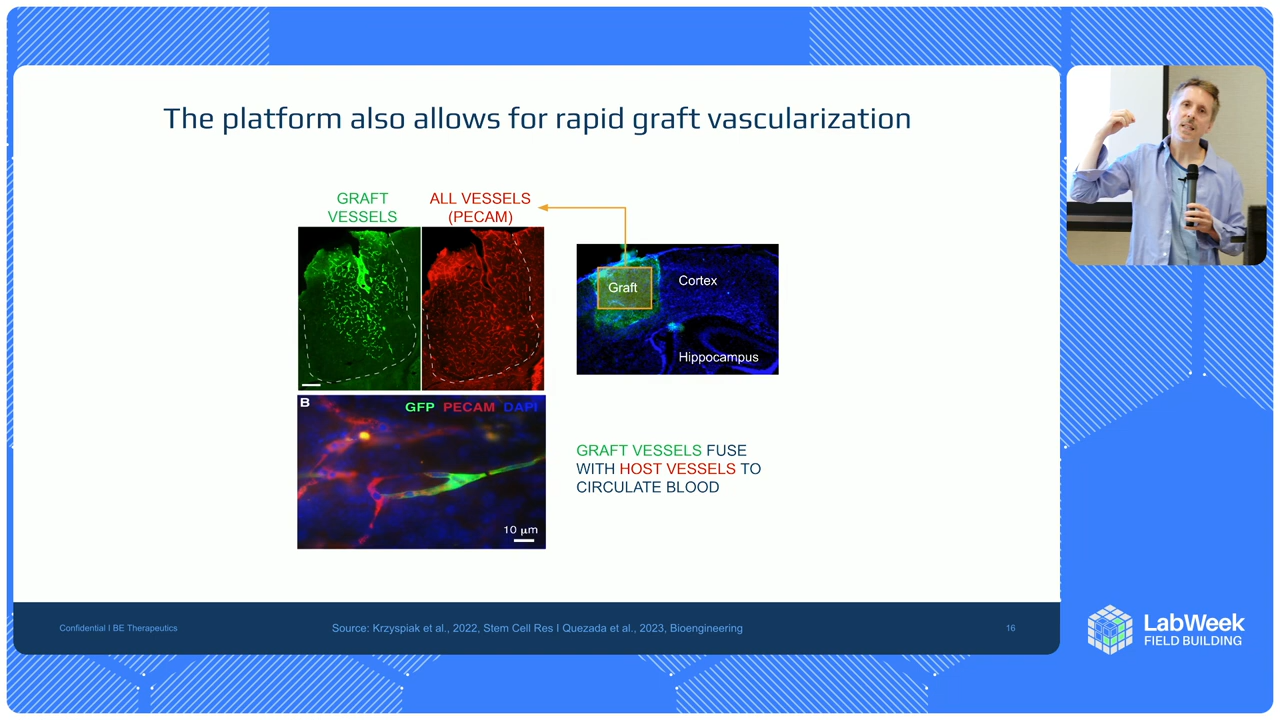 The platform also allows for rapid graft vascularization
GRAFT
VESSELS
ALL VESSELS
(PECAM)
Graft
Cortex
Hippocampus
B
GFP PECAM DAPI
10 µm
GRAFT VESSELS FUSE
WITH HOST VESSELS TO
CIRCULATE BLOOD
Confidential I BE Therapeutics
Source: Krzyspiak et al., 2022, Stem Cell Res I Quezada et al., 2023, Bioengineering
16
LabWeek
FIELD BUILDING